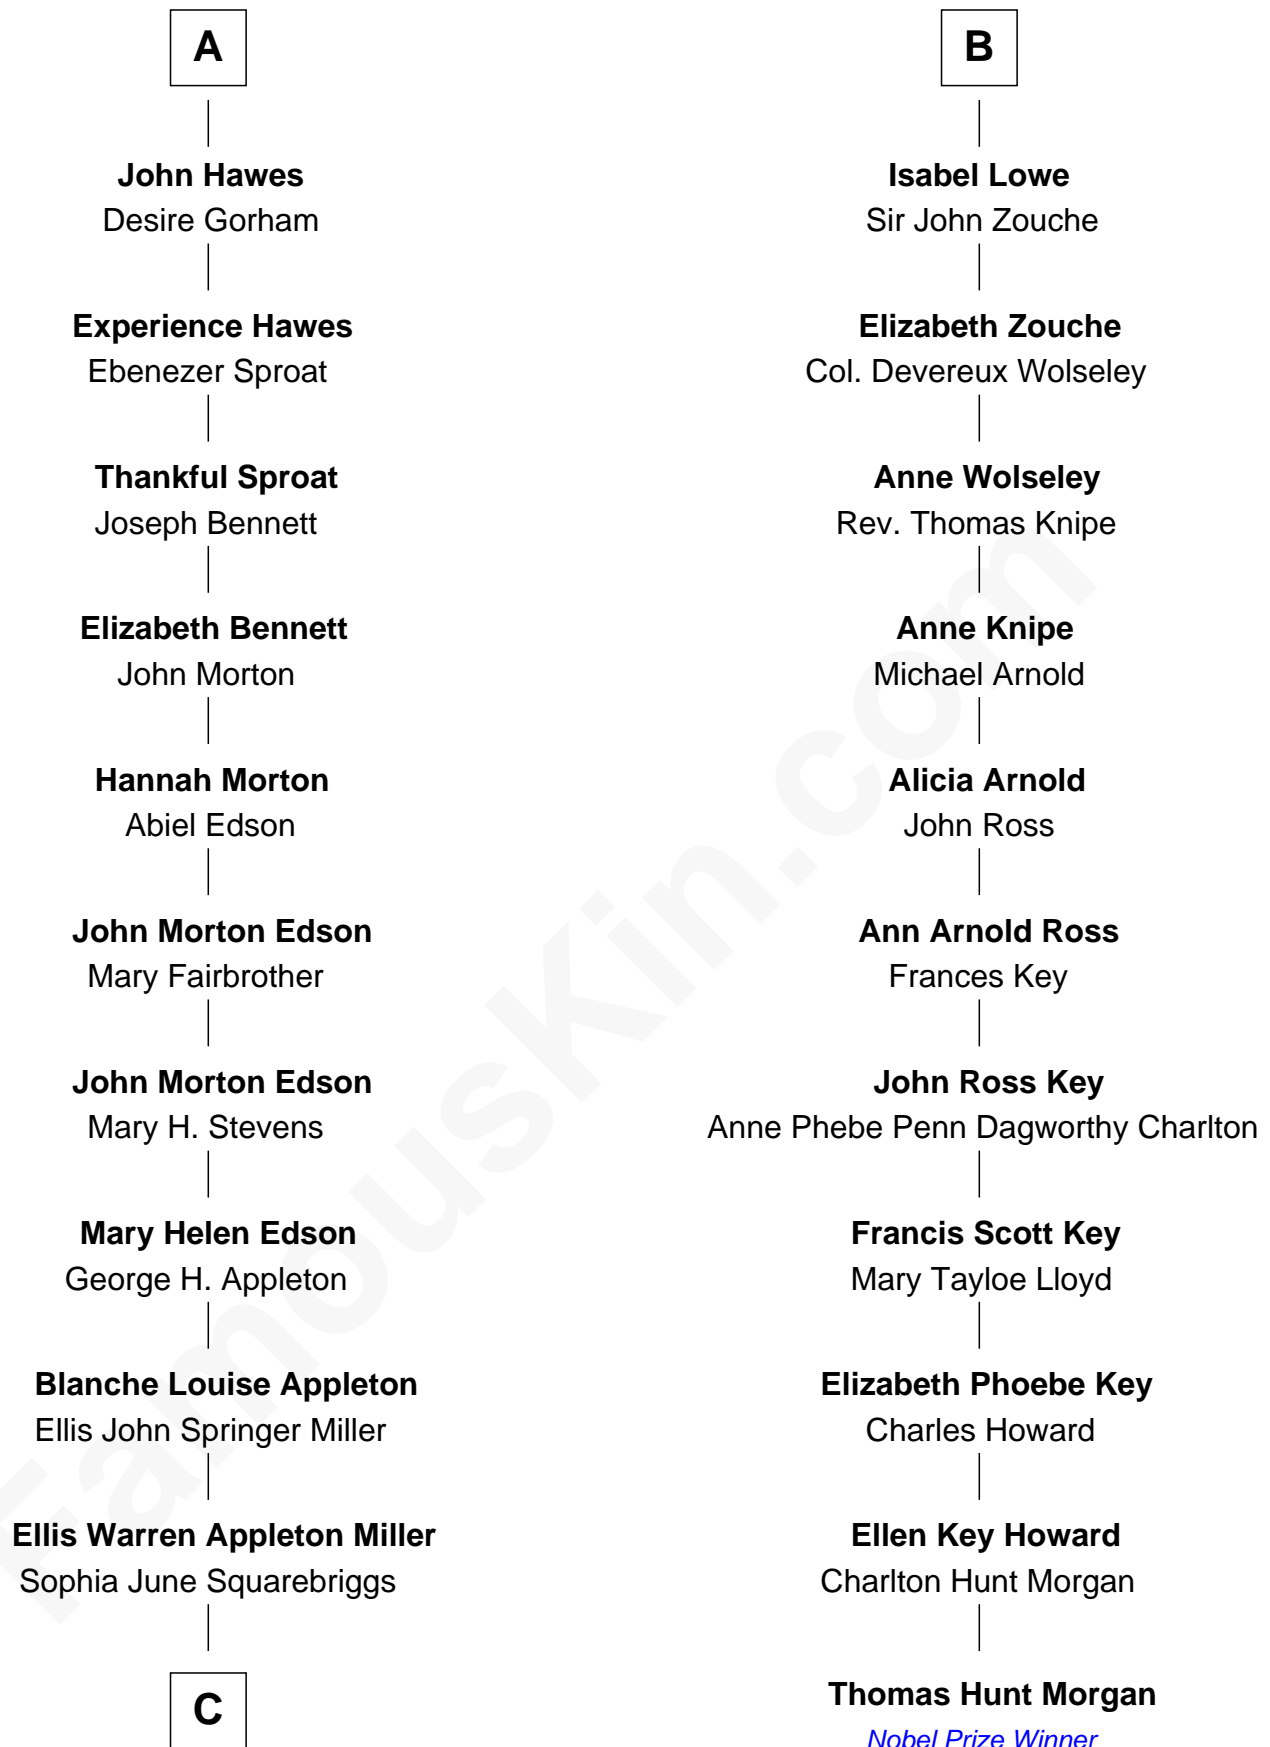 A
John Hawes
Desire Gorham
Experience Hawes
Ebenezer Sproat
Thankful Sproat
Joseph Bennett
Elizabeth Bennett
John Morton
Hannah Morton
Abiel Edson
John Morton Edson
Mary Fairbrother
John Morton Edson
Mary H. Stevens
Mary Helen Edson
George H. Appleton
Blanche Louise Appleton
Ellis John Springer Miller
Ellis Warren Appleton Miller
Sophia June Squarebriggs
C
B
Isabel Lowe
Sir John Zouche
Elizabeth Zouche
Col. Devereux Wolseley
Anne Wolseley
Rev. Thomas Knipe
Anne Knipe
Michael Arnold
Alicia Arnold
John Ross
Ann Arnold Ross
Frances Key
John Ross Key
Anne Phebe Penn Dagworthy Charlton
Francis Scott Key
Mary Tayloe Lloyd
Elizabeth Phoebe Key
Charles Howard
Ellen Key Howard
Charlton Hunt Morgan
Thomas Hunt Morgan
Nobel Prize Winner
FamousKin.com